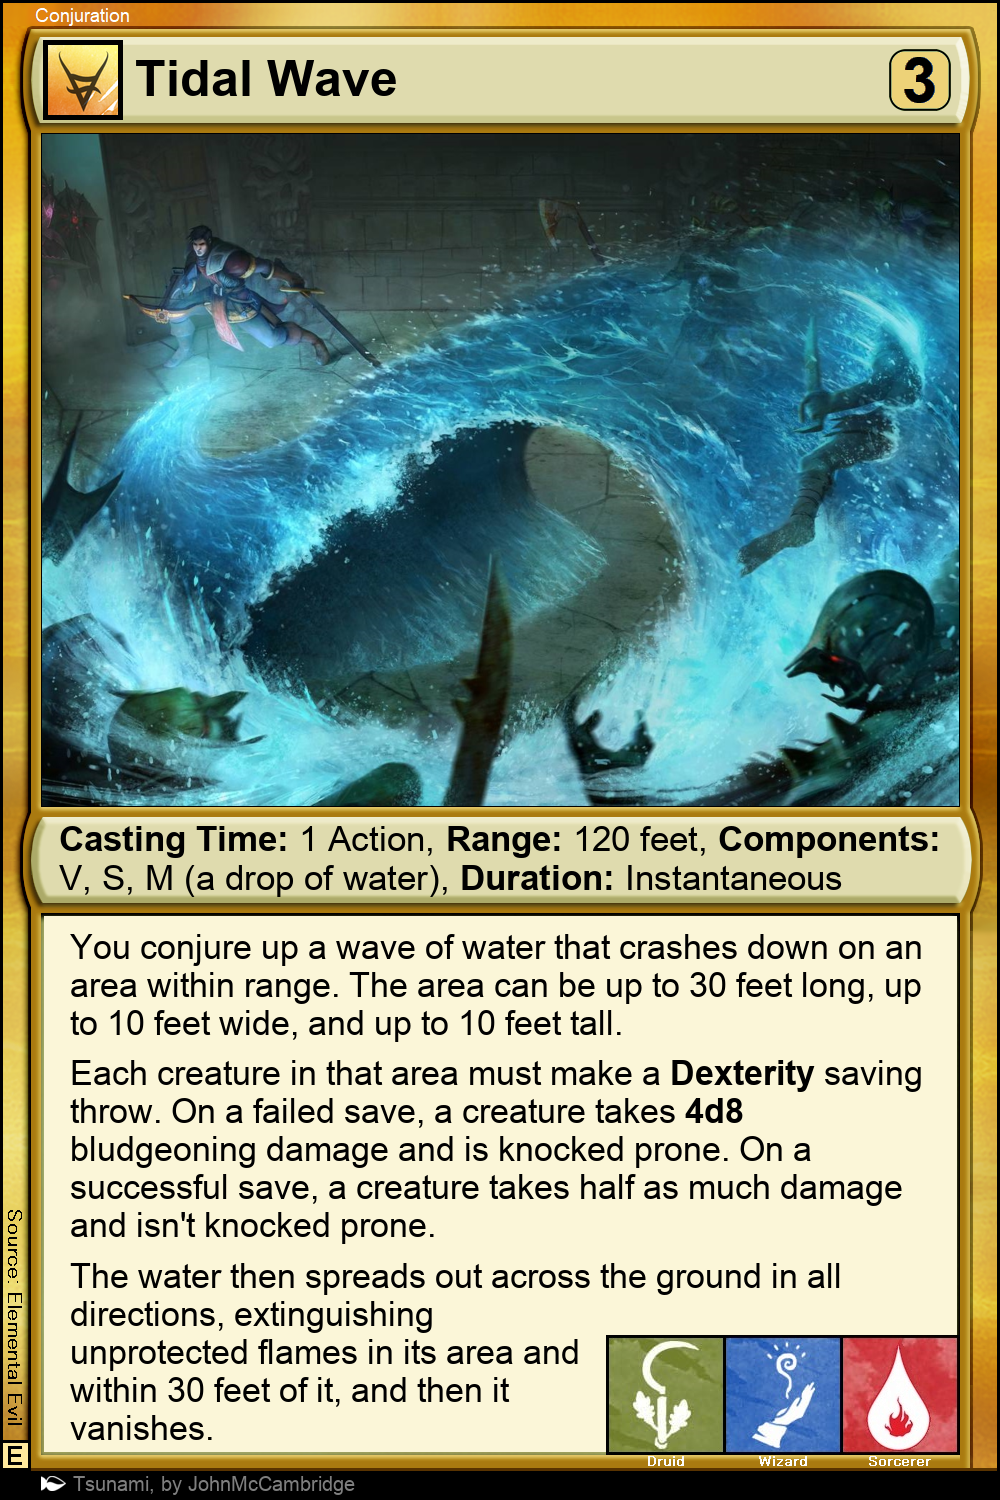 Conjuration
Tidal Wave
3
Casting Time: 1 Action, Range: 120 feet, Components:
V, S, M (a drop of water), Duration: Instantaneous
You conjure up a wave of water that crashes down on an
area within range. The area can be up to 30 feet long, up
to 10 feet wide, and up to 10 feet tall.
Each creature in that area must make a Dexterity saving
throw. On a failed save, a creature takes 4d8
bludgeoning damage and is knocked prone. On a
successful save, a creature takes half as much damage
and isn't knocked prone.
The water then spreads out across the ground in all
directions, extinguishing
unprotected flames in its area and
within 30 feet of it, and then it
vanishes.
Druid Wizard Sorcerer
Source: Elemental Evil
E
Tsunami, by JohnMcCambridge